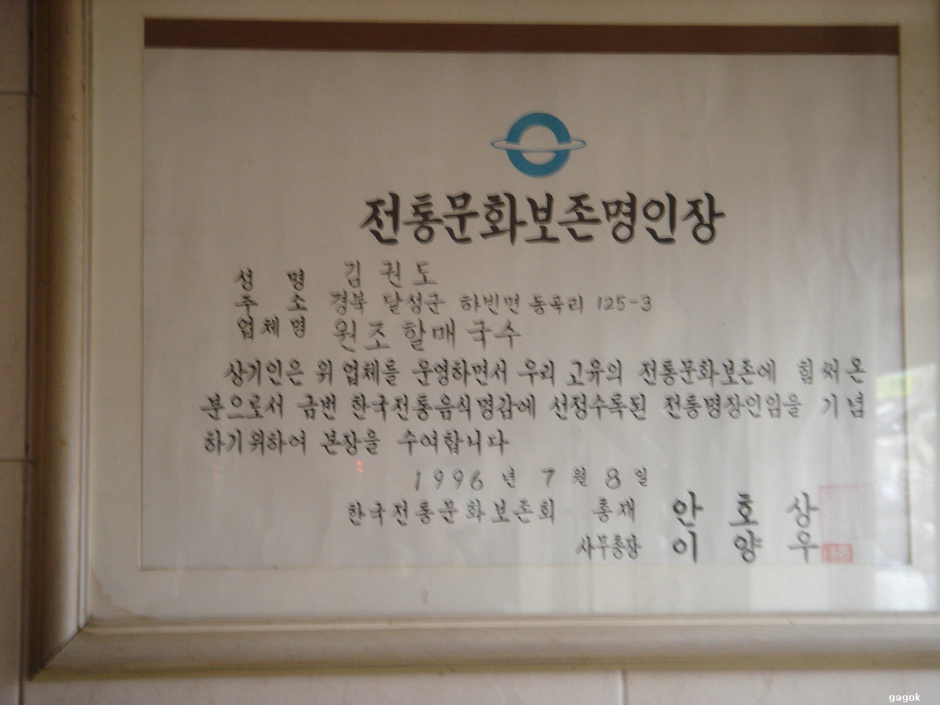 전통문화보존명인장
성 명 김 권 도
주 소 경북 달성군 하빈면 동곡리 125-3
업체명 원조할매국수
상기인은 위 업체를 운영하면서 우리 고유의 전통문화보존에 힘써온
분으로서 금번 한국전통음식명감에 선정수록된 전통명장인임을 기념
하기위하여 본장을 수여합니다
1996년 7월 8일
한국전통문화보존회 총재 안 호 상
사무총장 이 양 우
gagok